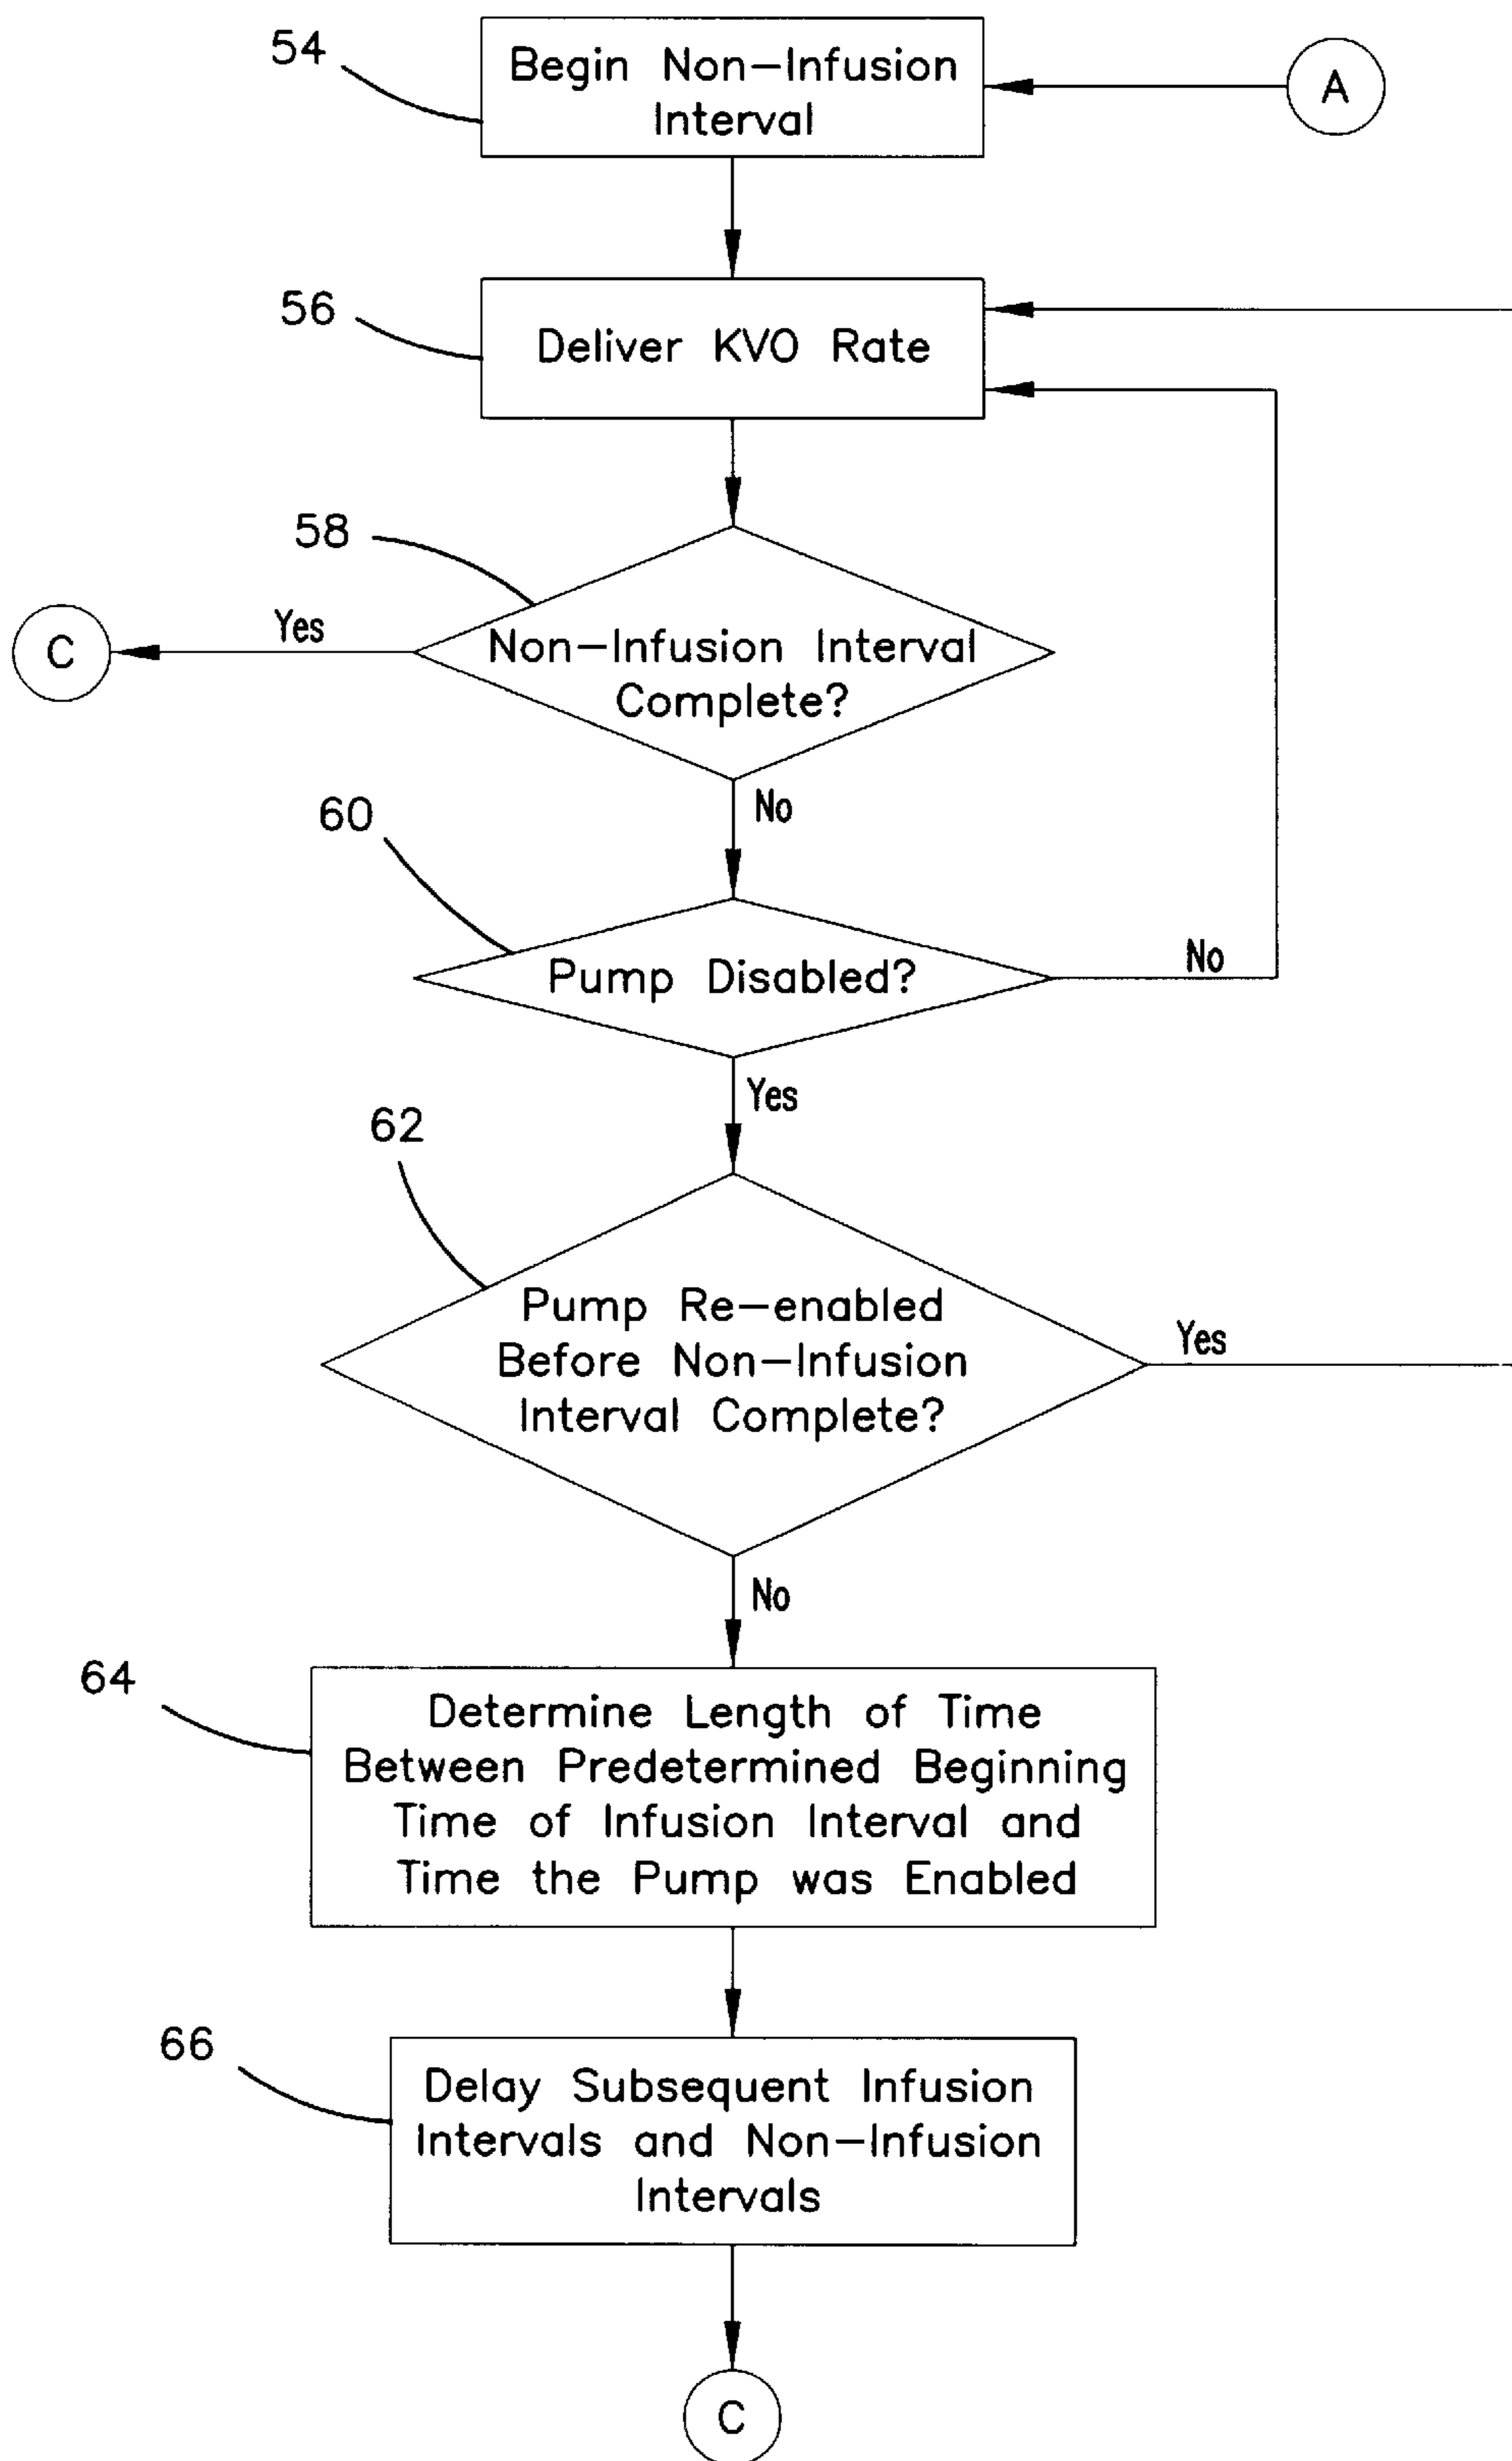 54
Begin Non-Infusion
Interval
A
56
Deliver KVO Rate
58
Non-Infusion Interval
Complete?
Yes
C
No
60
Pump Disabled?
No
Yes
62
Pump Re-enabled
Before Non-Infusion
Interval Complete?
Yes
No
64
Determine Length of Time
Between Predetermined Beginning
Time of Infusion Interval and
Time the Pump was Enabled
66
Delay Subsequent Infusion
Intervals and Non-Infusion
Intervals
C